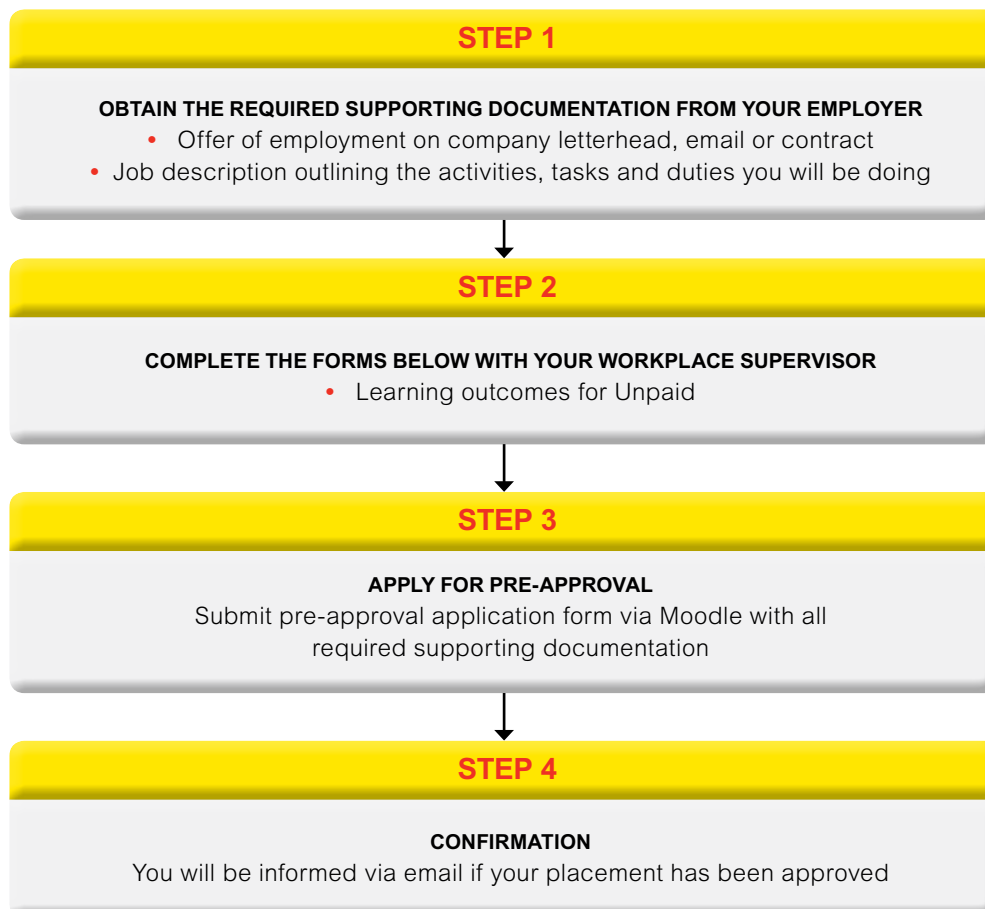 STEP 1
OBTAIN THE REQUIRED SUPPORTING DOCUMENTATION FROM YOUR EMPLOYER
• Offer of employment on company letterhead, email or contract
• Job description outlining the activities, tasks and duties you will be doing
STEP 2
COMPLETE THE FORMS BELOW WITH YOUR WORKPLACE SUPERVISOR
• Learning outcomes for Unpaid
STEP 3
APPLY FOR PRE-APPROVAL
Submit pre-approval application form via Moodle with all
required supporting documentation
STEP 4
CONFIRMATION
You will be informed via email if your placement has been approved